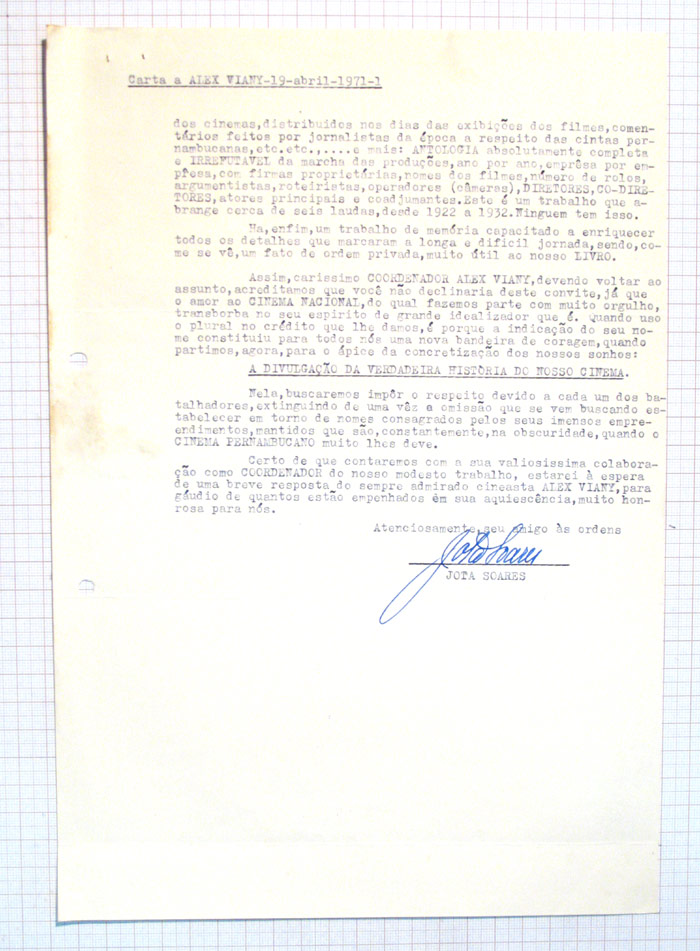 Carta a ALEX VIANY-19-abril-1971-1
dos cinemas,distribuidos nos dias das exibições dos filmes,comen-
tários feitos por jornalistas da época a respeito das cintas per-
nambucanas,etc.etc.,....e mais: ANTOLOGIA absolutamente completa
e IRREFUTAVEL da marcha das produções,ano por ano,emprêsa por em-
prêsa,com firmas proprietárias,nomes dos filmes,número de rolos,
argumentistas,roteiristas,operadores (câmeras),DIRETORES,CO-DIRE-
TORES,atores principais e coadjumantes.Este é um trabalho que a-
brange cerca de seis laudas,desde 1922 a 1932.Ninguem tem isso.
Ha,enfim,um trabalho de memória capacitado a enriquecer
todos os detalhes que marcaram a longa e dificil jornada,sendo,co-
mo se vê,um fato de ordem privada,muito útil ao nosso LIVRO.
Assim,carissimo COORDENADOR ALEX VIANY,devendo voltar ao
assunto,acreditamos que você não declinaria deste convite,já que
o amor ao CINEMA NACIONAL,do qual fazemos parte com muito orgulho,
transborba no seu espirito de grande idealizador que é. Quando uso
o plural no crédito que lhe damos,é porque a indicação do seu no-
me constituiu para todos nós uma nova bandeira de coragem,quando
partimos,agora,para o ápice da concretização dos nossos sonhos:
A DIVULGAÇÃO DA VERDADEIRA HISTÓRIA DO NOSSO CINEMA.
Nela,buscaremos impôr o respeito devido a cada um dos ba-
talhadores,extinguindo de uma vêz a omissão que se vem buscando es-
tabelecer em torno de nomes consagrados pelos seus imensos empre-
endimentos,mantidos que são,constantemente,na obscuridade,quando o
CINEMA PERNAMBUCANO muito lhes deve.
Certo de que contaremos com a sua valiosissima colabora-
ção como COORDENADOR do nosso modesto trabalho, estarei à espera
de uma breve resposta do sempre admirado cineasta ALEX VIANY,para
gáudio de quantos estão empenhados em sua aquiescência,muito hon-
rosa para nós.
Atenciosamente,seu amigo às ordens
Jota Soares
JOTA SOARES